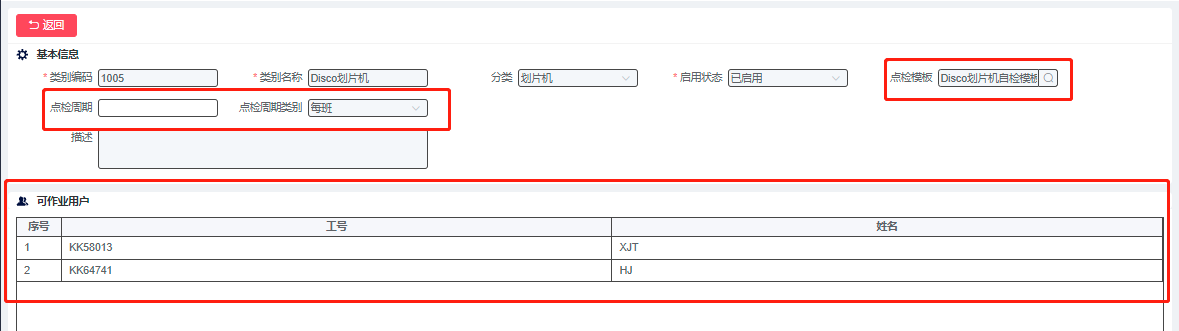 返回
基本信息
* 类别编码 1005 * 类别名称 Disco划片机 分类 划片机 * 启用状态 已启用 点检模板 Disco划片机自检模板
点检周期 点检周期类别 每班
描述
可作业用户
序号 工号 姓名
1 KK58013 XJT
2 KK64741 HJ